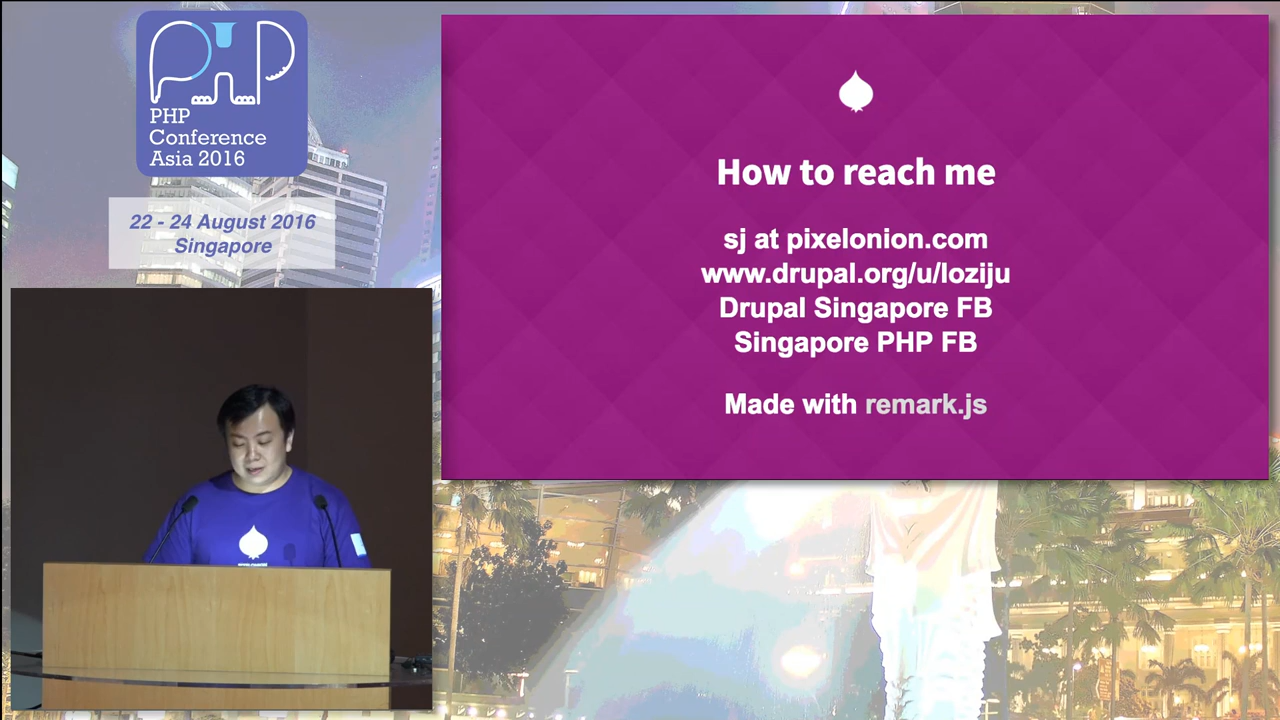 PHP
PHP
Conference
Asia 2016
22 - 24 August 2016
Singapore
How to reach me
sj at pixelonion.com
www.drupal.org/u/loziju
Drupal Singapore FB
Singapore PHP FB
Made with remark.js